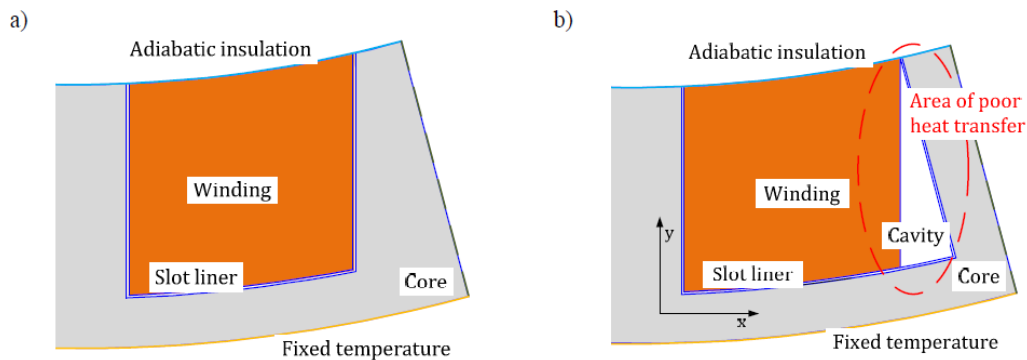 a)
Adiabatic insulation
Winding
Slot liner
Core
Fixed temperature
b)
Adiabatic insulation
Area of poor
heat transfer
Winding
y
Cavity
Slot liner
x
Core
Fixed temperature